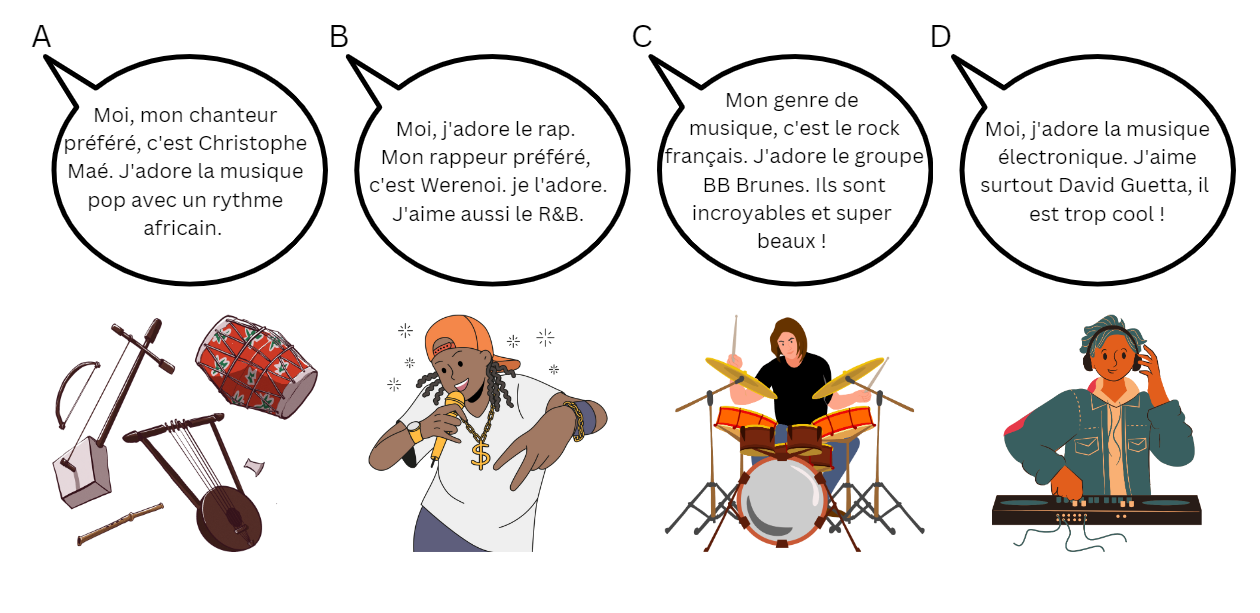 A
Moi, mon chanteur
préféré, c'est Christophe
Maé. J'adore la musique
pop avec un rythme
africain.
B
Moi, j'adore le rap.
Mon rappeur préféré,
c'est Werenoi. je l'adore.
J'aime aussi le R&B.
C
Mon genre de
musique, c'est le rock
français. J'adore le groupe
BB Brunes. Ils sont
incroyables et super
beaux !
D
Moi, j'adore la musique
électronique. J'aime
surtout David Guetta, il
est trop cool !
$